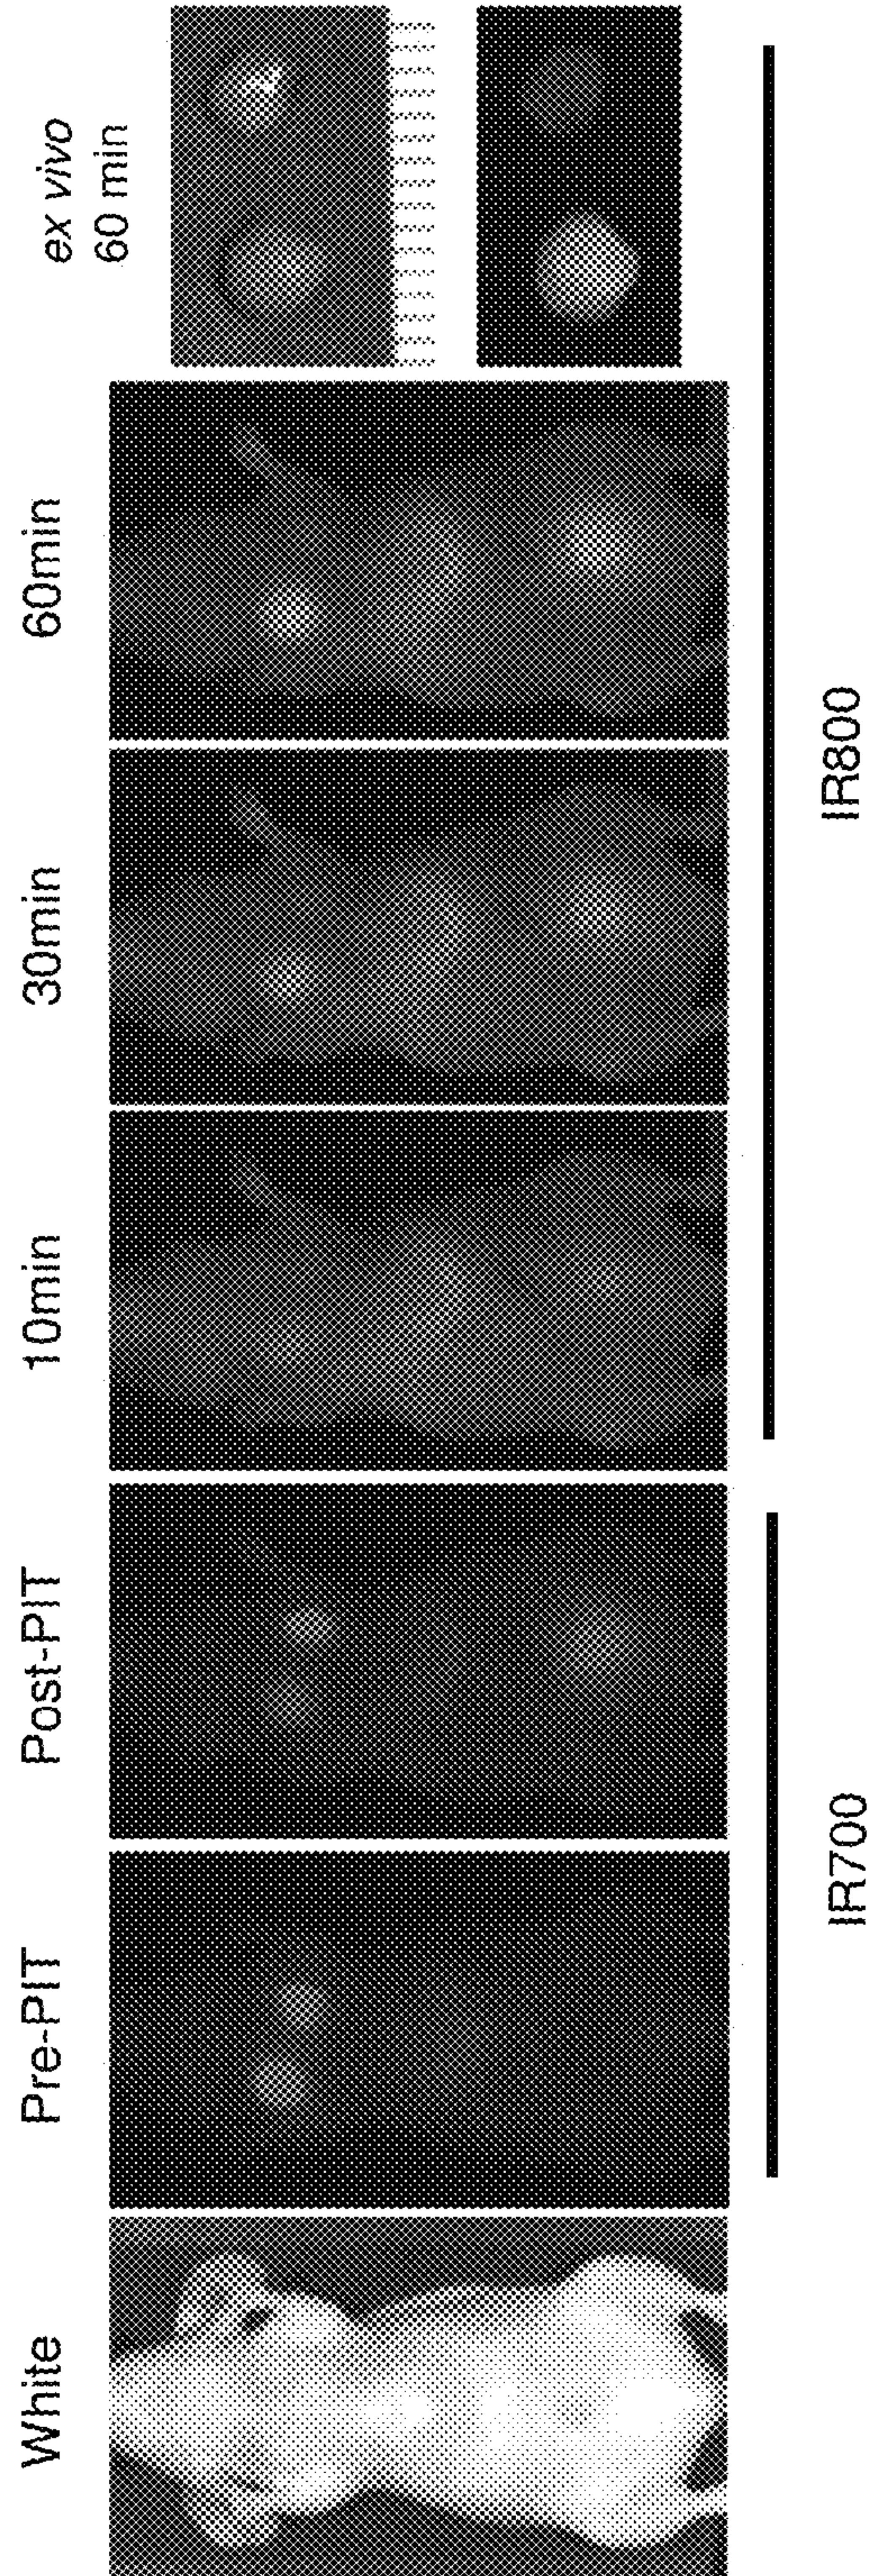 White
Pre-PIT
Post-PIT
10min
30min
60min
ex vivo
60 min
IR700
IR800